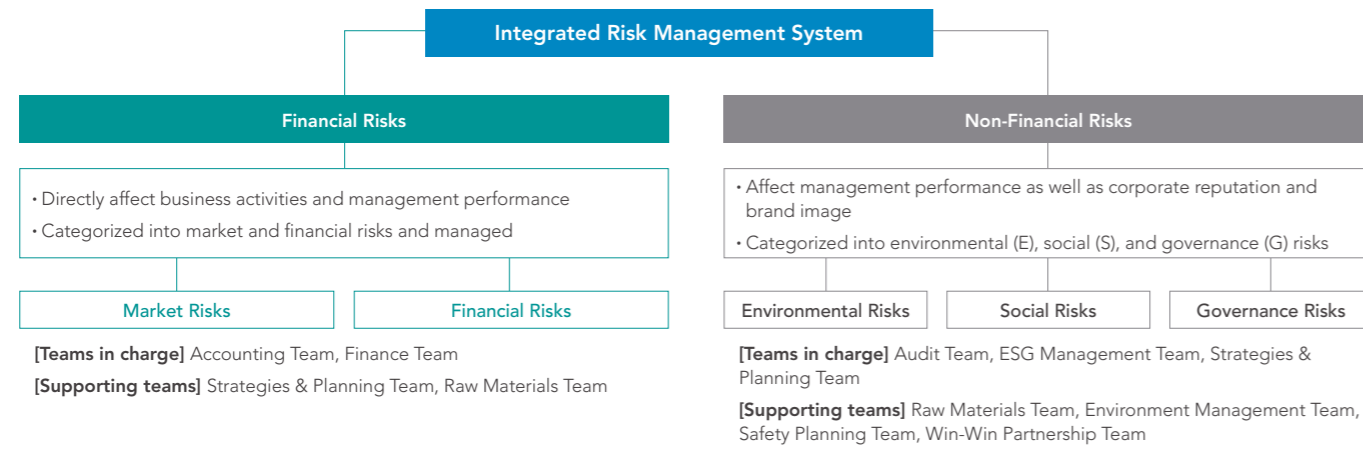 Integrated Risk Management System
Financial Risks
· Directly affect business activities and management performance
· Categorized into market and financial risks and managed
Market Risks
Financial Risks
[Teams in charge] Accounting Team, Finance Team
[Supporting teams] Strategies & Planning Team, Raw Materials Team
Non-Financial Risks
· Affect management performance as well as corporate reputation and
brand image
· Categorized into environmental (E), social (S), and governance (G) risks
Environmental Risks
Social Risks
Governance Risks
[Teams in charge] Audit Team, ESG Management Team, Strategies &
Planning Team
[Supporting teams] Raw Materials Team, Environment Management Team,
Safety Planning Team, Win-Win Partnership Team